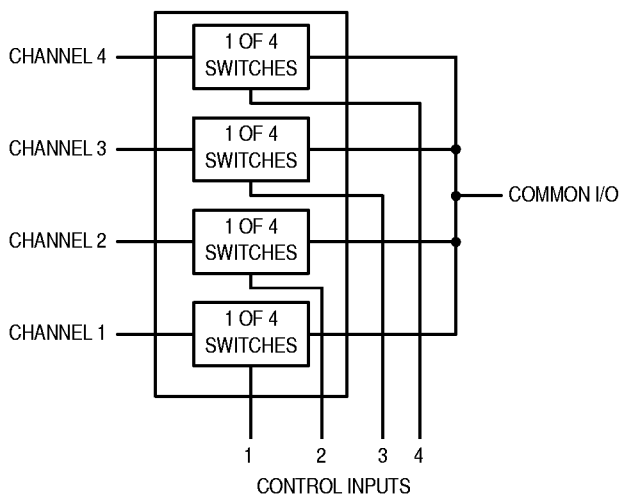 CHANNEL 4
1 OF 4
SWITCHES
CHANNEL 3
1 OF 4
SWITCHES
COMMON I/O
CHANNEL 2
1 OF 4
SWITCHES
CHANNEL 1
1 OF 4
SWITCHES
1 2 3 4
CONTROL INPUTS